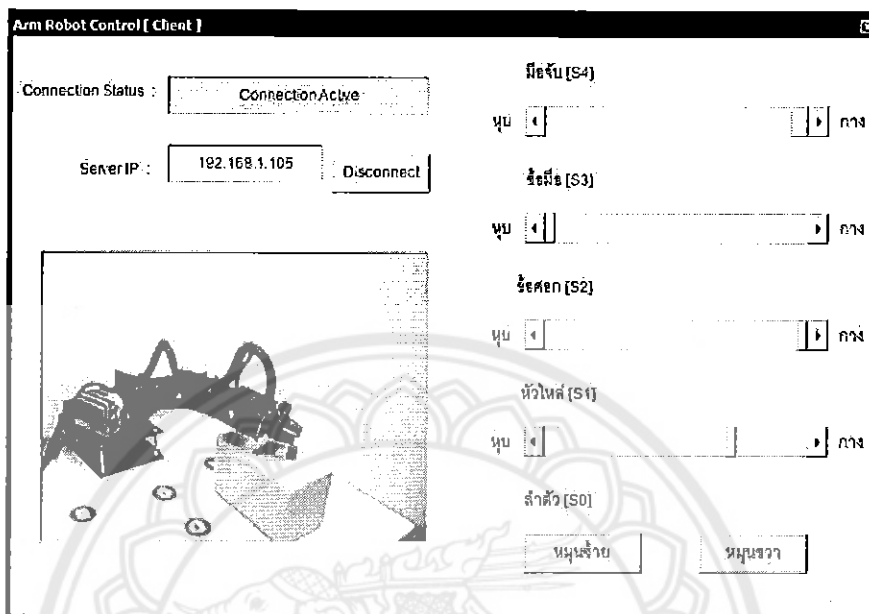 Arm Robot Control [ Client ]
Connection Status :
Connection Active
Server IP :
192.168.1.105
Disconnect
มือจับ [S4]
หุบ
กาง
ข้อมือ [S3]
หุบ
กาง
ข้อศอก [S2]
หุบ
กาง
หัวไหล่ [S1]
หุบ
กาง
ลำตัว [S0]
หมุนซ้าย
หมุนขวา